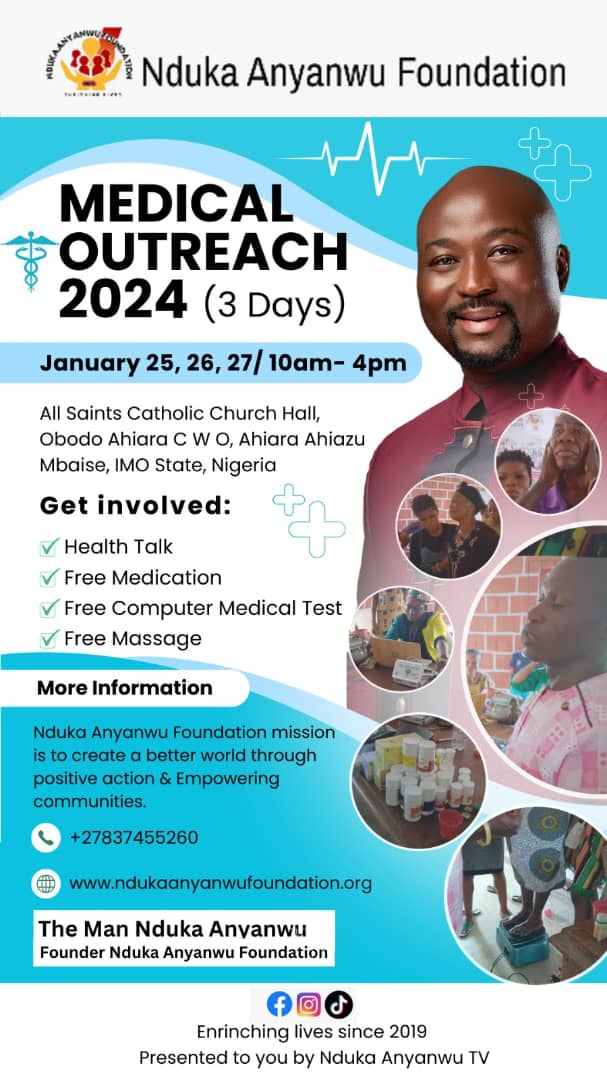 NDUKA ANYANWU FOUNDATION
Nduka Anyanwu Foundation
MEDICAL
OUTREACH
2024 (3 Days)
January 25, 26, 27/ 10am- 4pm
All Saints Catholic Church Hall,
Obodo Ahiara C W O, Ahiara Ahiazu
Mbaise, IMO State, Nigeria
Get involved:
Health Talk
Free Medication
Free Computer Medical Test
Free Massage
More Information
Nduka Anyanwu Foundation mission
is to create a better world through
positive action & Empowering
communities.
+27837455260
www.ndukaanyanwufoundation.org
The Man Nduka Anyanwu
Founder Nduka Anyanwu Foundation
Enrinching lives since 2019
Presented to you by Nduka Anyanwu TV